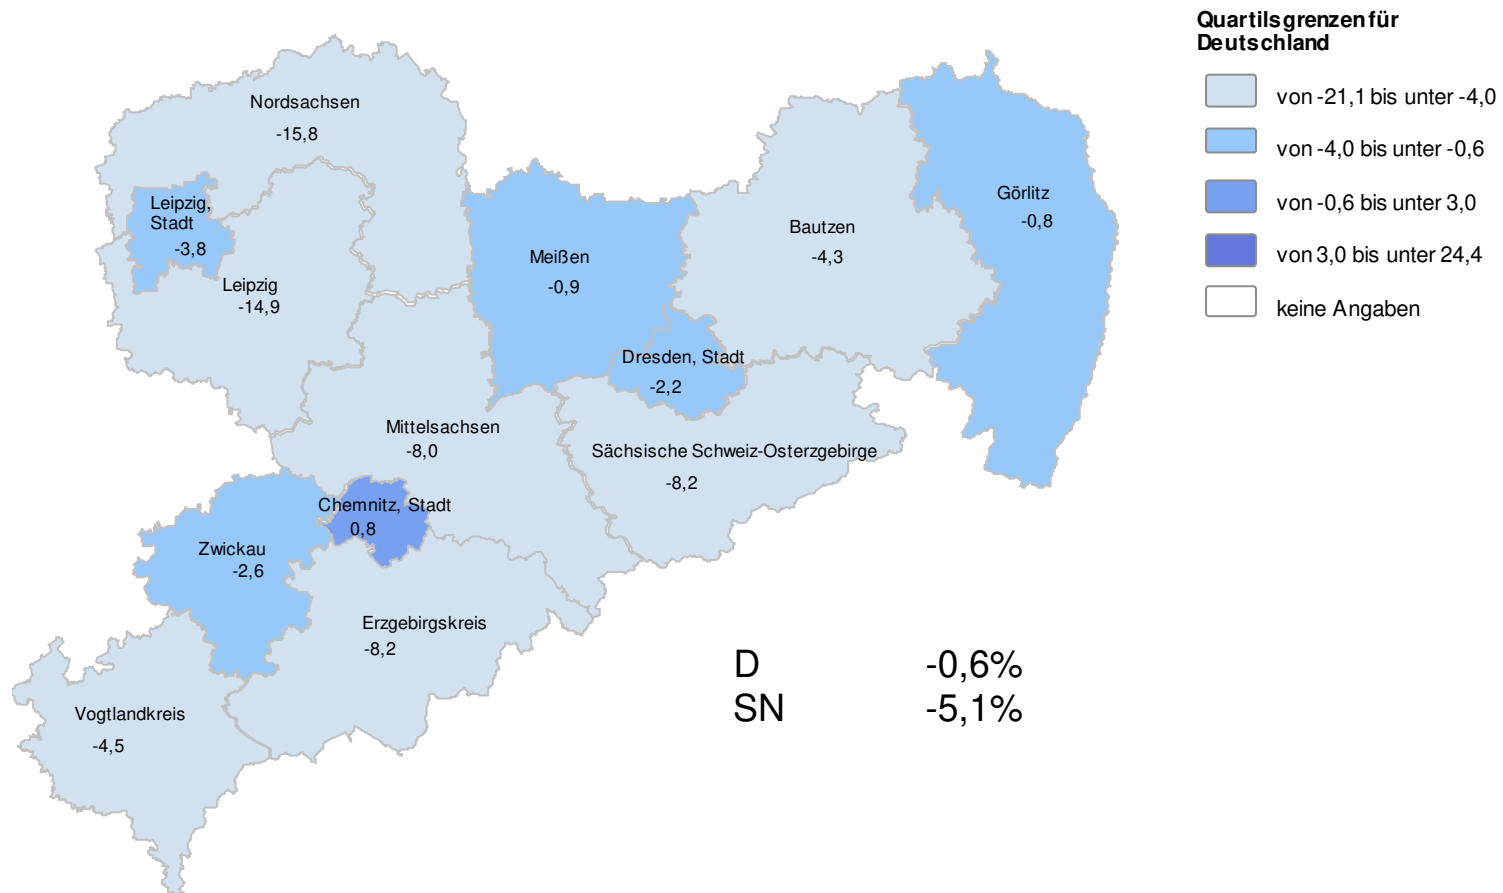 Quartilsgrenzen für
Deutschland
von -21,1 bis unter -4,0
von -4,0 bis unter -0,6
von -0,6 bis unter 3,0
von 3,0 bis unter 24,4
keine Angaben
Nordsachsen
-15,8
Leipzig,
Stadt
-3,8
Leipzig
-14,9
Meißen
-0,9
Bautzen
-4,3
Görlitz
-0,8
Dresden, Stadt
-2,2
Mittelsachsen
-8,0
Sächsische Schweiz-Osterzgebirge
-8,2
Chemnitz, Stadt
0,8
Zwickau
-2,6
Erzgebirgskreis
-8,2
Vogtlandkreis
-4,5
D -0,6%
SN -5,1%